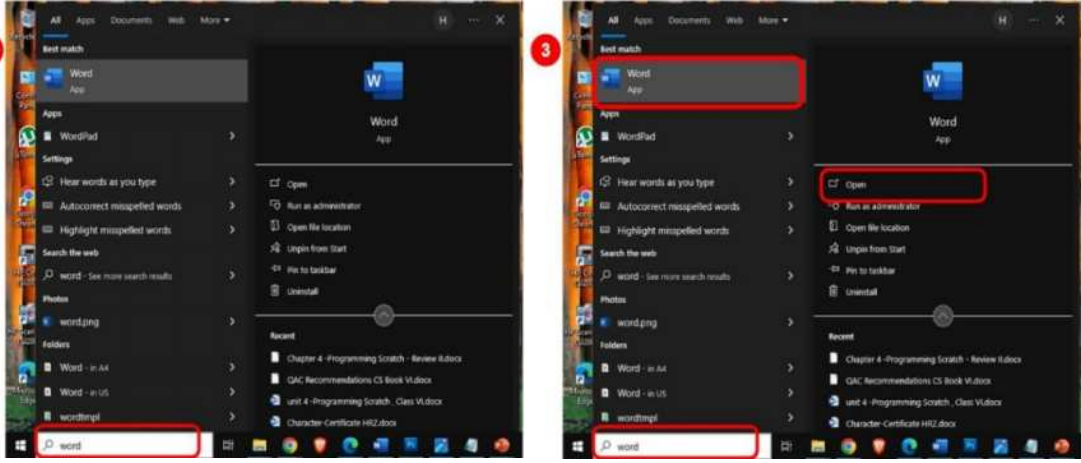 All Apps Documents Web More
H ... X
Best match
Word
App
Apps
WordPad
Settings
Hear words as you type
Autocorrect misspelled words
Highlight misspelled words
Search the web
word - See more search results
Photos
word.png
Folders
Word - in A4
Word - in US
wordtmpl
word
W
Word
App
Open
Run as administrator
Open file location
Unpin from Start
Pin to taskbar
Uninstall
Recent
Chapter 4 -Programming Scratch - Review II.docx
QAC Recommendations CS Book VI.docx
unit 4 -Programming Scratch , Class VI.docx
Character-Certificate HRZ.docx
3
All Apps Documents Web More
H ... X
Best match
Word
App
Apps
WordPad
Settings
Hear words as you type
Autocorrect misspelled words
Highlight misspelled words
Search the web
word - See more search results
Photos
word.png
Folders
Word - in A4
Word - in US
wordtmpl
word
W
Word
App
Open
Run as administrator
Open file location
Unpin from Start
Pin to taskbar
Uninstall
Recent
Chapter 4 -Programming Scratch - Review II.docx
QAC Recommendations CS Book VI.docx
unit 4 -Programming Scratch , Class VI.docx
Character-Certificate HRZ.docx